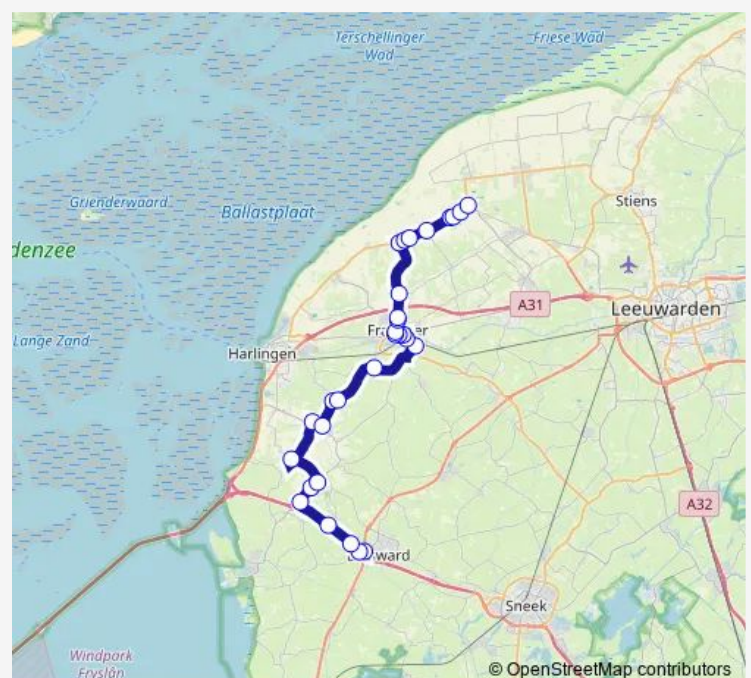 Terschellinger
Wad
Friese Wad
Grienderwaard
Ballastplaat
Stiens
denzee
A31
Leeuwarden
Lange Zand
Harlingen
A32
Sneek
Windpark
Fryslân
© OpenStreetMap contributors